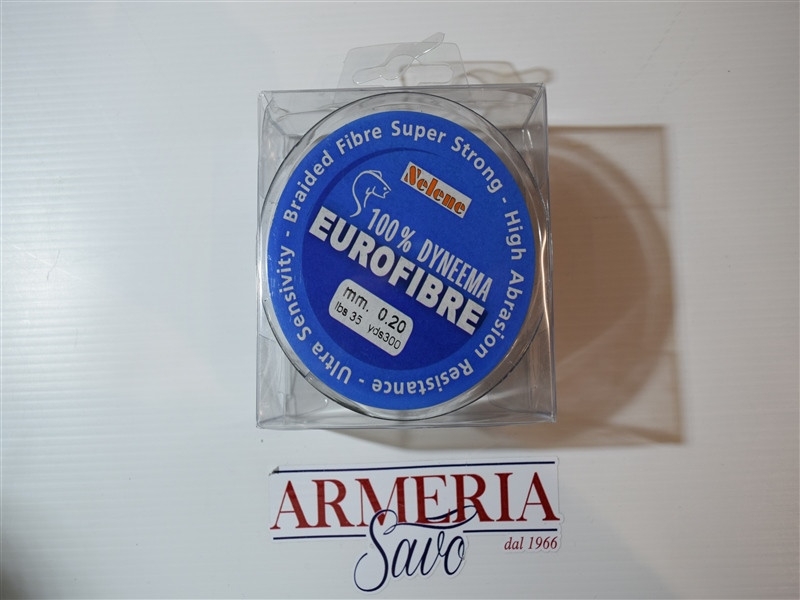 Braided Fibre Super Strong - High Abrasion Resistance - Ultra Sensivity -
Nelene
100% DYNEEMA
EUROFIBRE
mm. 0.20
lbs 35 yds300
ARMERIA
Savo
dal 1966